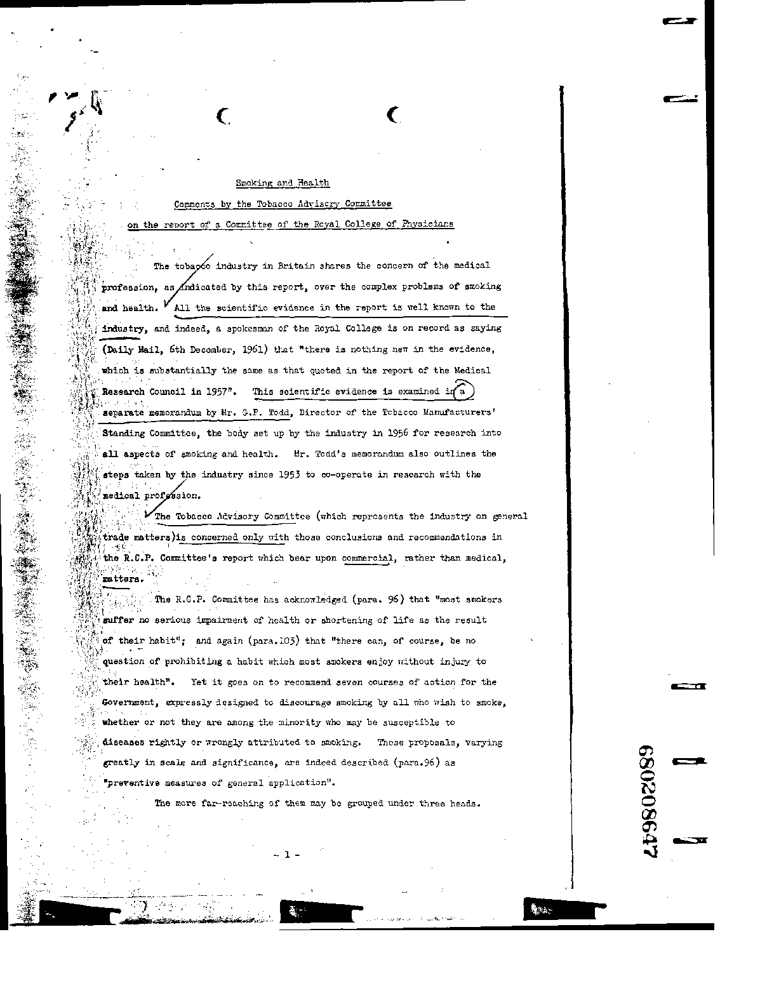 Smoking and Health
Comments by the Tobacco Advisory Committee
on the report of a Committee of the Royal College of Physicians
The tobacco industry in Britain shares the concern of the medical
profession, as indicated by this report, over the complex problems of smoking
and health. All the scientific evidence in the report is well known to the
industry, and indeed, a spokesman of the Royal College is on record as saying
(Daily Mail, 6th December, 1961) that "there is nothing new in the evidence,
which is substantially the same as that quoted in the report of the Medical
Research Council in 1957". This scientific evidence is examined in a
separate memorandum by Mr. G.F. Todd, Director of the Tobacco Manufacturers'
Standing Committee, the body set up by the industry in 1956 for research into
all aspects of smoking and health. Mr. Todd's memorandum also outlines the
steps taken by the industry since 1953 to co-operate in research with the
medical profession.
The Tobacco Advisory Committee (which represents the industry on general
trade matters) is concerned only with those conclusions and recommendations in
the R.C.P. Committee's report which bear upon commercial, rather than medical,
matters.
The R.C.P. Committee has acknowledged (para. 96) that "most smokers
suffer no serious impairment of health or shortening of life as the result
of their habit"; and again (para.103) that "there can, of course, be no
question of prohibiting a habit which most smokers enjoy without injury to
their health". Yet it goes on to recommend seven courses of action for the
Government, expressly designed to discourage smoking by all who wish to smoke,
whether or not they are among the minority who may be susceptible to
diseases rightly or wrongly attributed to smoking. These proposals, varying
greatly in scale and significance, are indeed described (para.96) as
"preventive measures of general application".
The more far-reaching of them may be grouped under three heads.
- 1 -
680208647